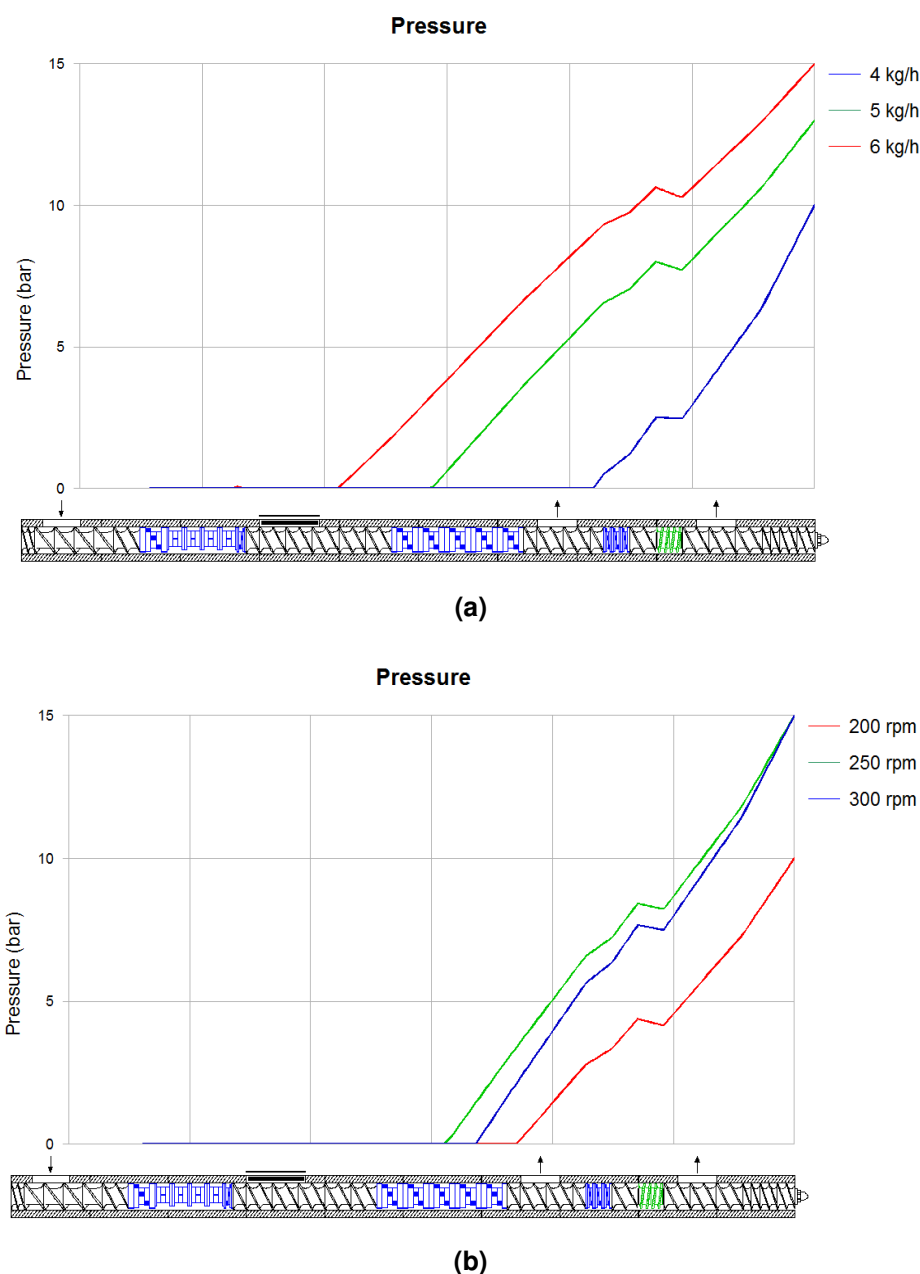 Pressure
15
4 kg/h
5 kg/h
6 kg/h
10
Pressure (bar)
5
0
(a)
Pressure
15
200 rpm
250 rpm
300 rpm
10
Pressure (bar)
5
0
(b)